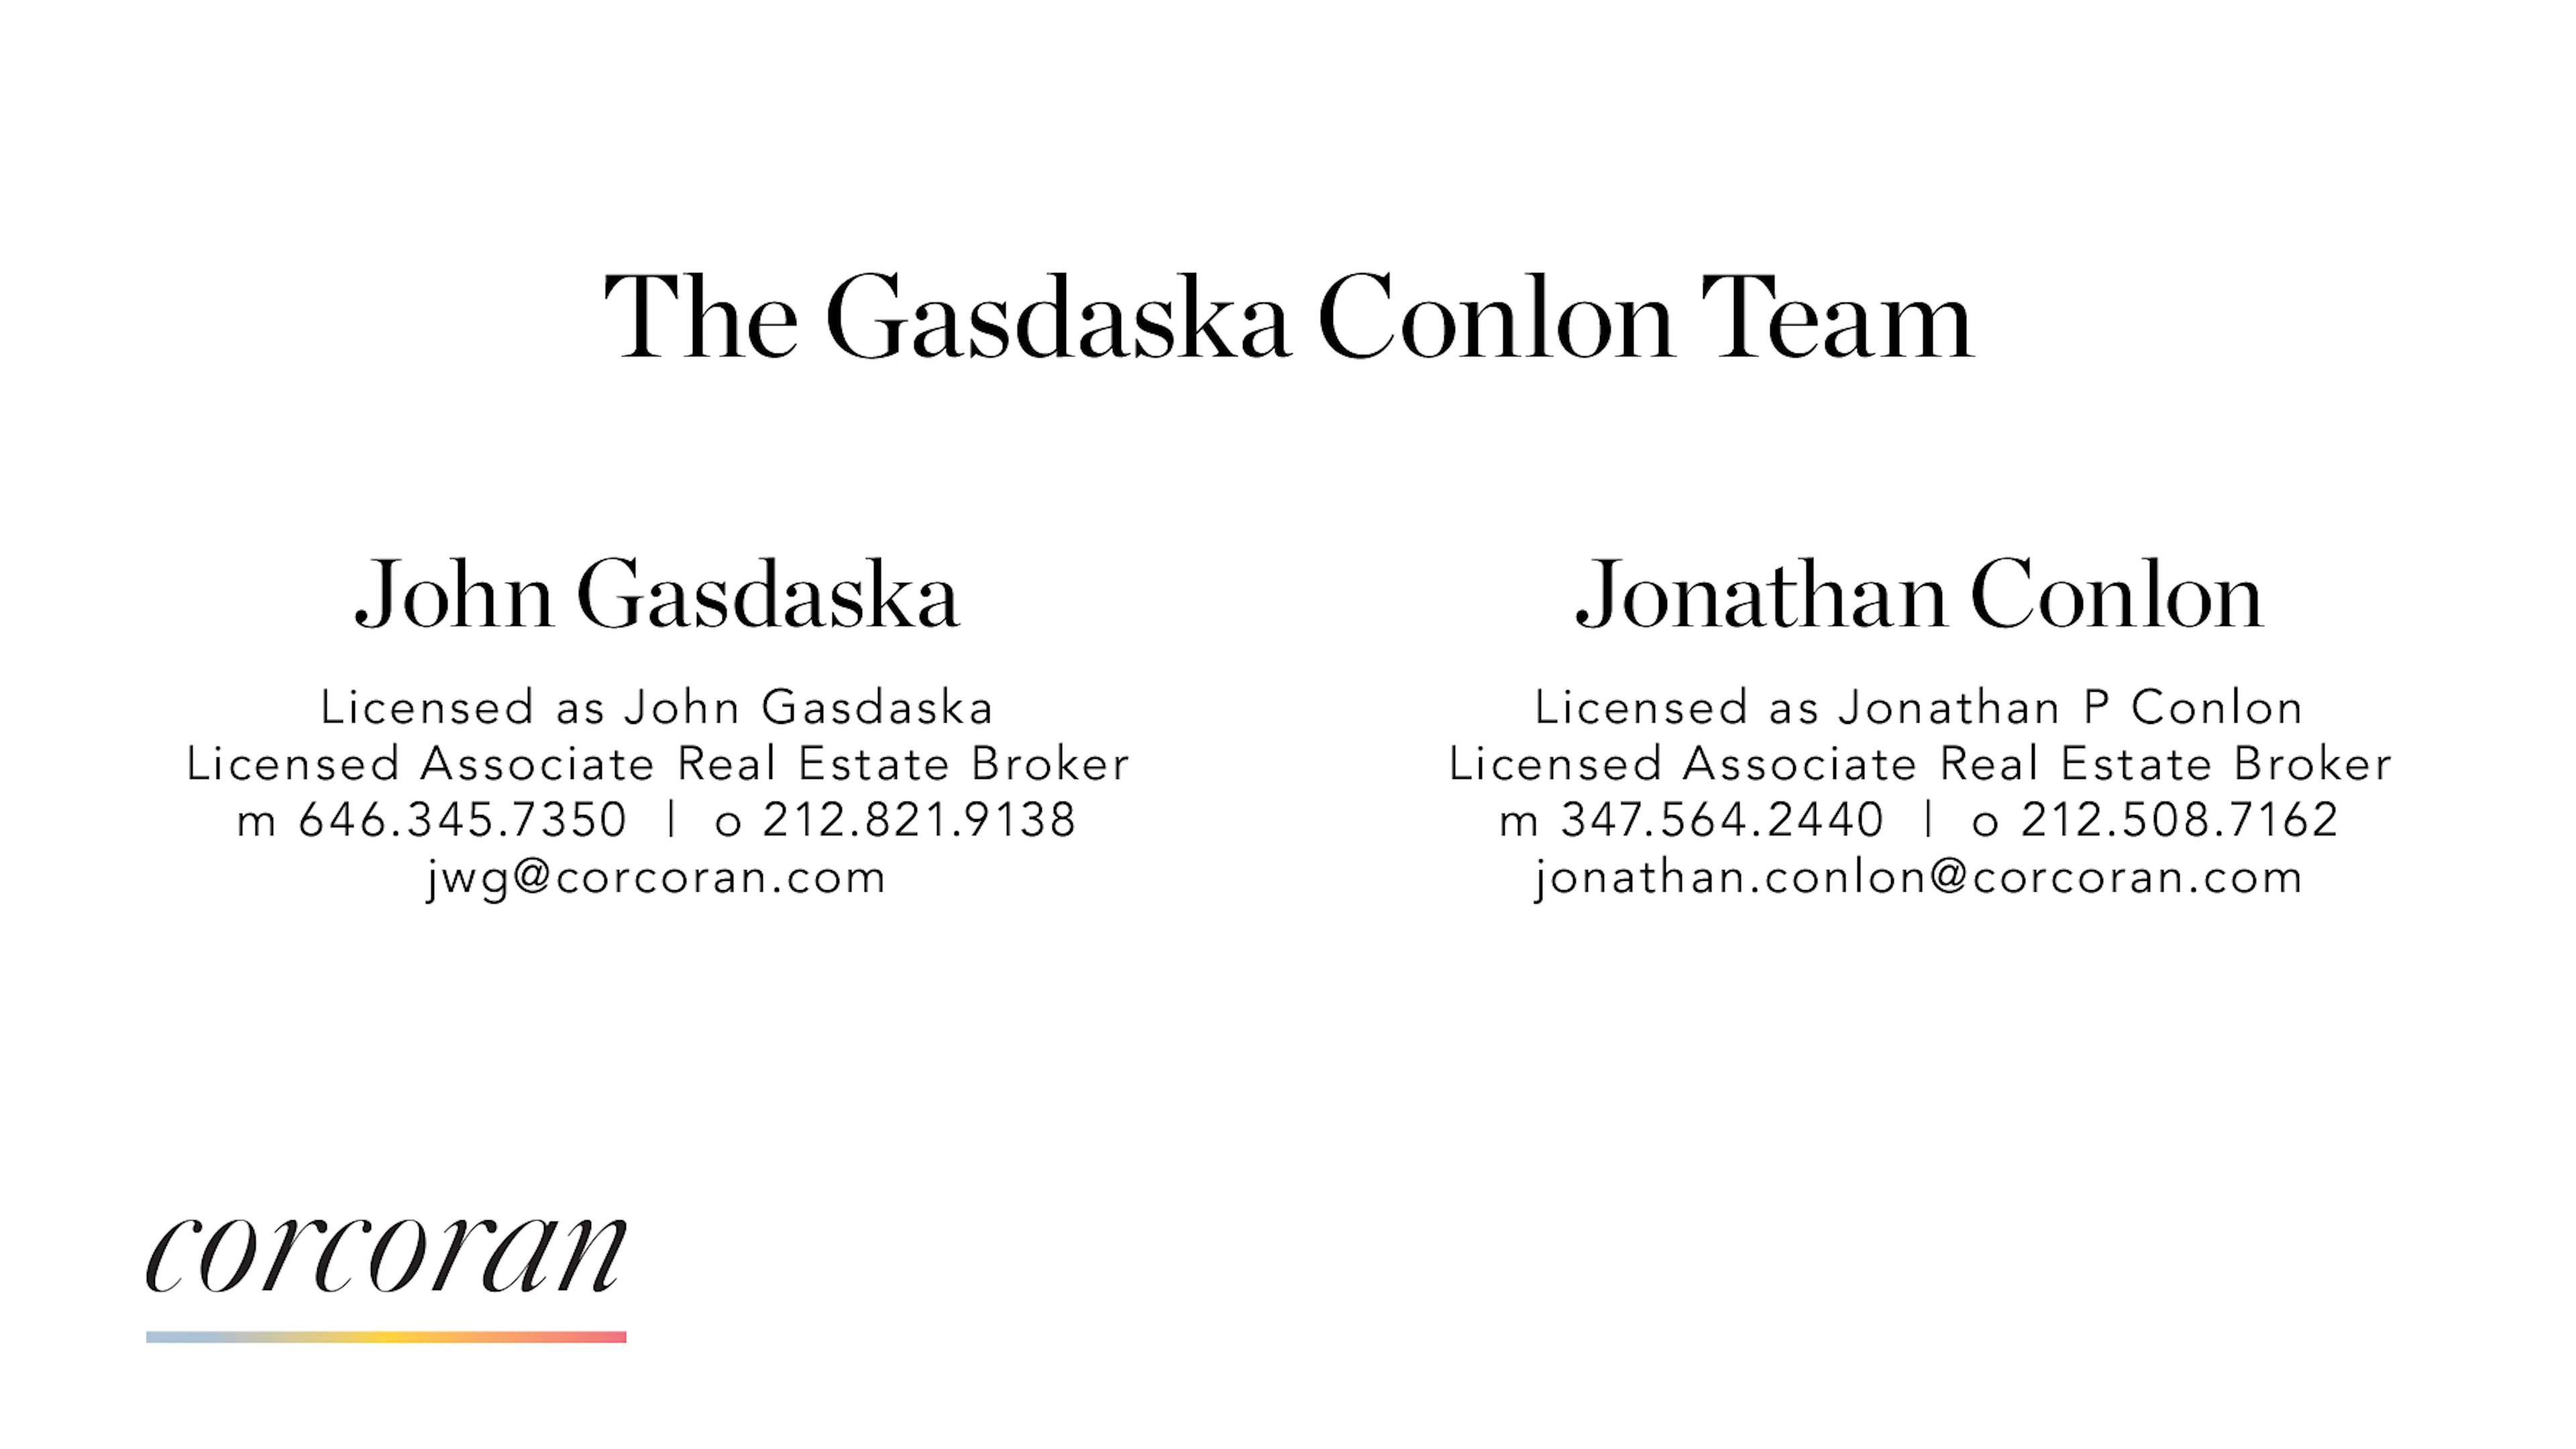 The Gasdaska Conlon Team
John Gasdaska
Licensed as John Gasdaska
Licensed Associate Real Estate Broker
m 646.345.7350 | o 212.821.9138
jwg@corcoran.com
Jonathan Conlon
Licensed as Jonathan P Conlon
Licensed Associate Real Estate Broker
m 347.564.2440 | o 212.508.7162
jonathan.conlon@corcoran.com
corcoran